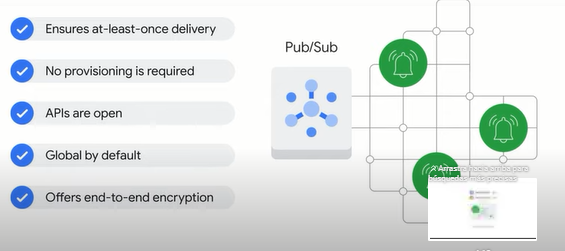 Ensures at-least-once delivery
No provisioning is required
APIs are open
Global by default
Offers end-to-end encryption
Pub/Sub